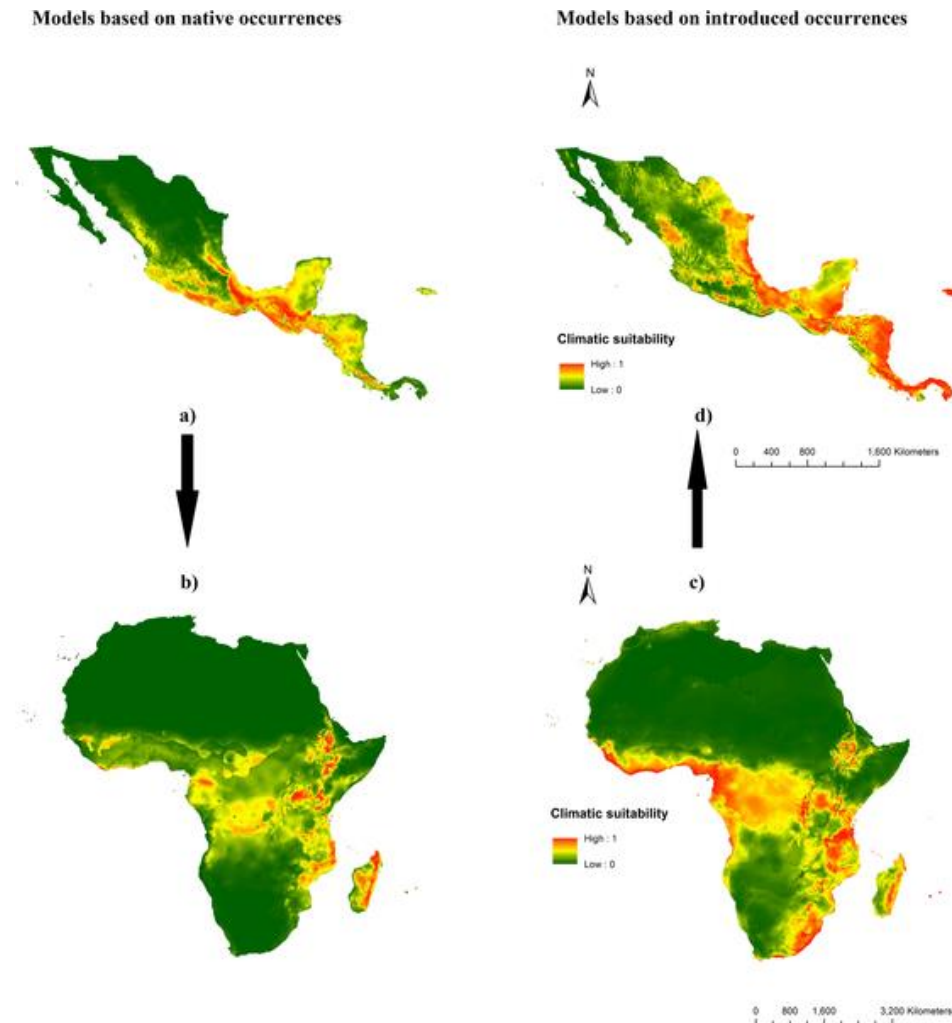 Models based on native occurrences
Models based on introduced occurrences
N
Climatic suitability
High : 1
Low : 0
a)
d)
0 400 800 1,600 Kilometers
b)
N
c)
Climatic suitability
High : 1
Low : 0
0 800 1,600 3,200 Kilometers